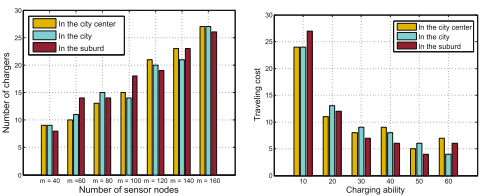 30
25
20
15
10
5
0
Number of chargers
In the city center
In the city
In the suburd
m = 40 m =60 m = 80 m = 100 m = 120 m = 140 m = 160
Number of sensor nodes
30
25
20
15
10
5
0
Traveling cost
In the city center
In the city
In the suburd
10 20 30 40 50 60
Charging ability